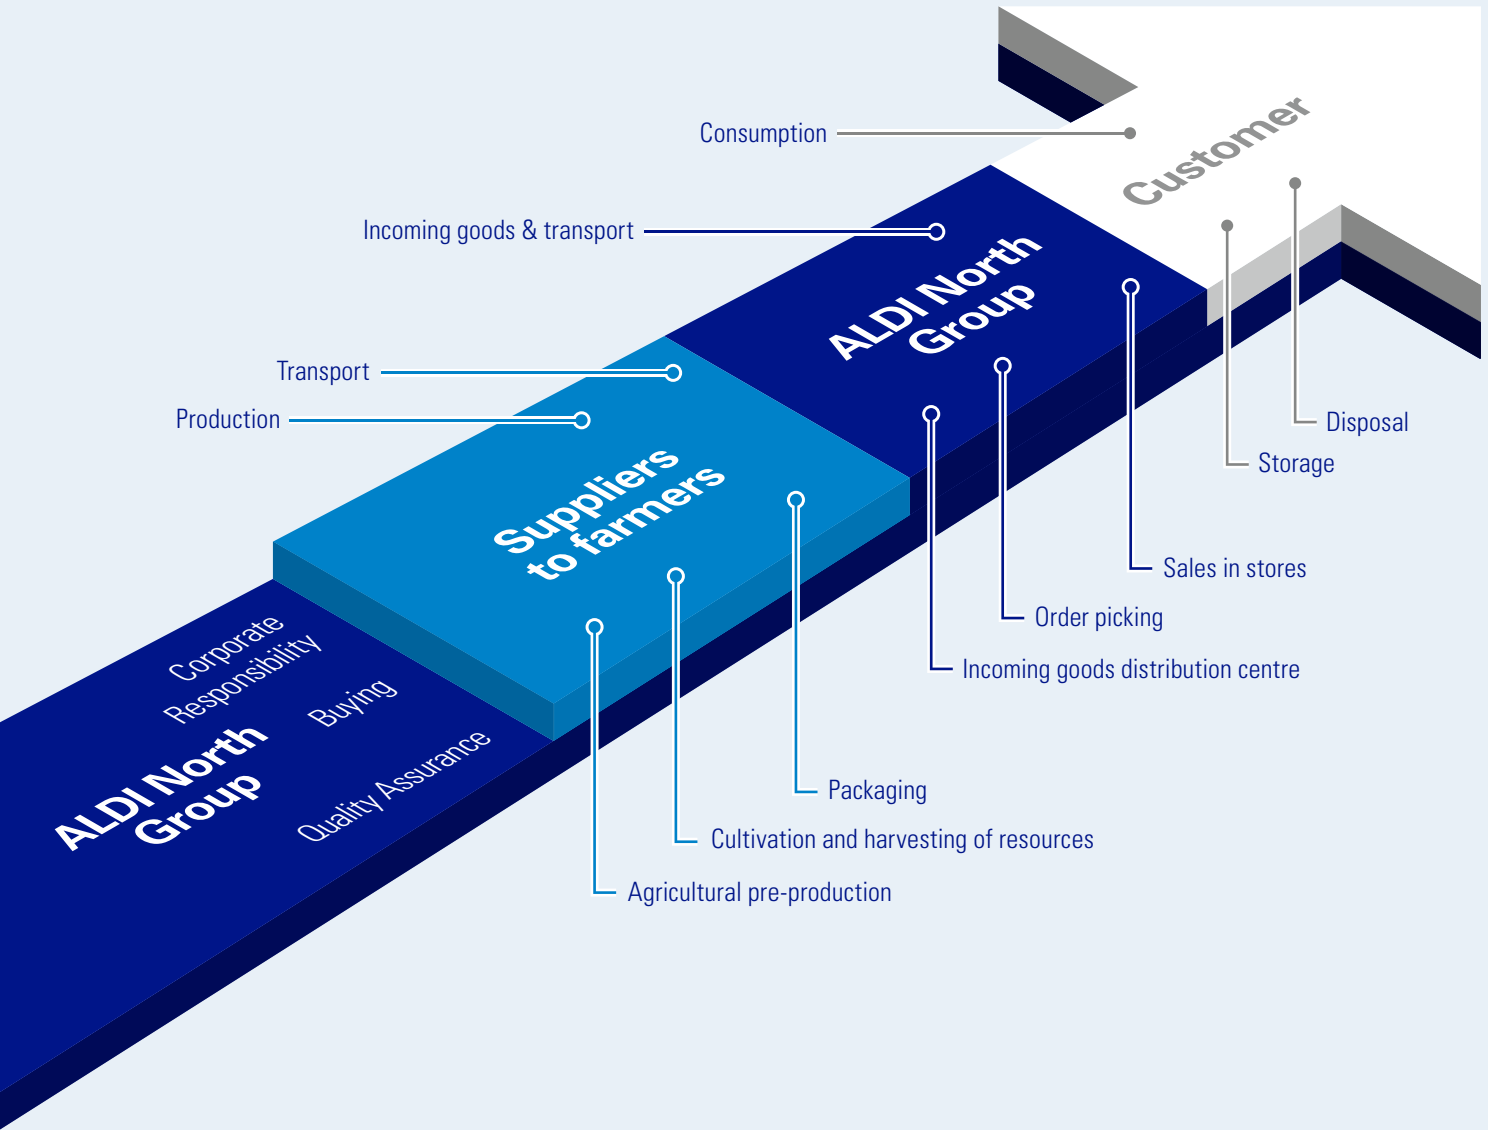 Consumption
Customer
Incoming goods & transport
ALDI North
Group
Transport
Production
Disposal
Storage
Suppliers
to farmers
Sales in stores
Order picking
Incoming goods distribution centre
Corporate
Responsibility
Buying
ALDI North
Group
Quality Assurance
Packaging
Cultivation and harvesting of resources
Agricultural pre-production